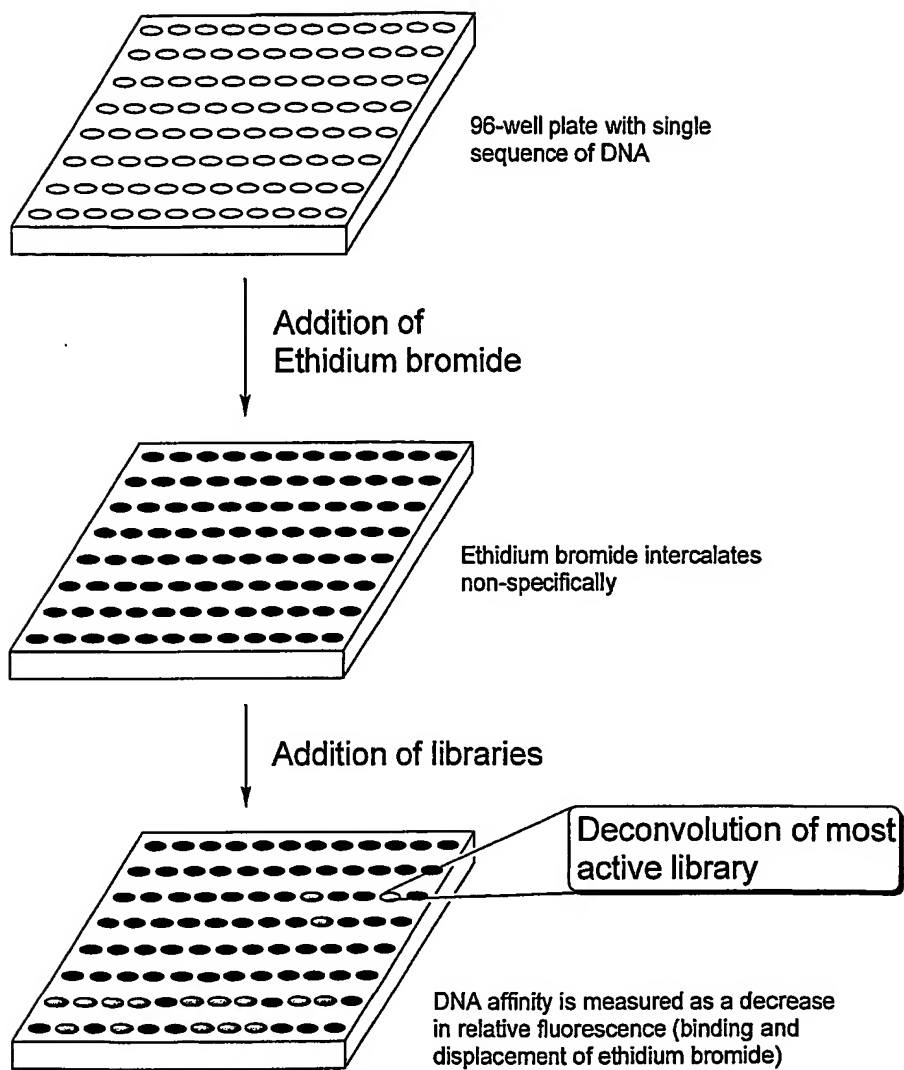 96-well plate with single
sequence of DNA
Addition of
Ethidium bromide
Ethidium bromide intercalates
non-specifically
Addition of libraries
Deconvolution of most
active library
DNA affinity is measured as a decrease
in relative fluorescence (binding and
displacement of ethidium bromide)